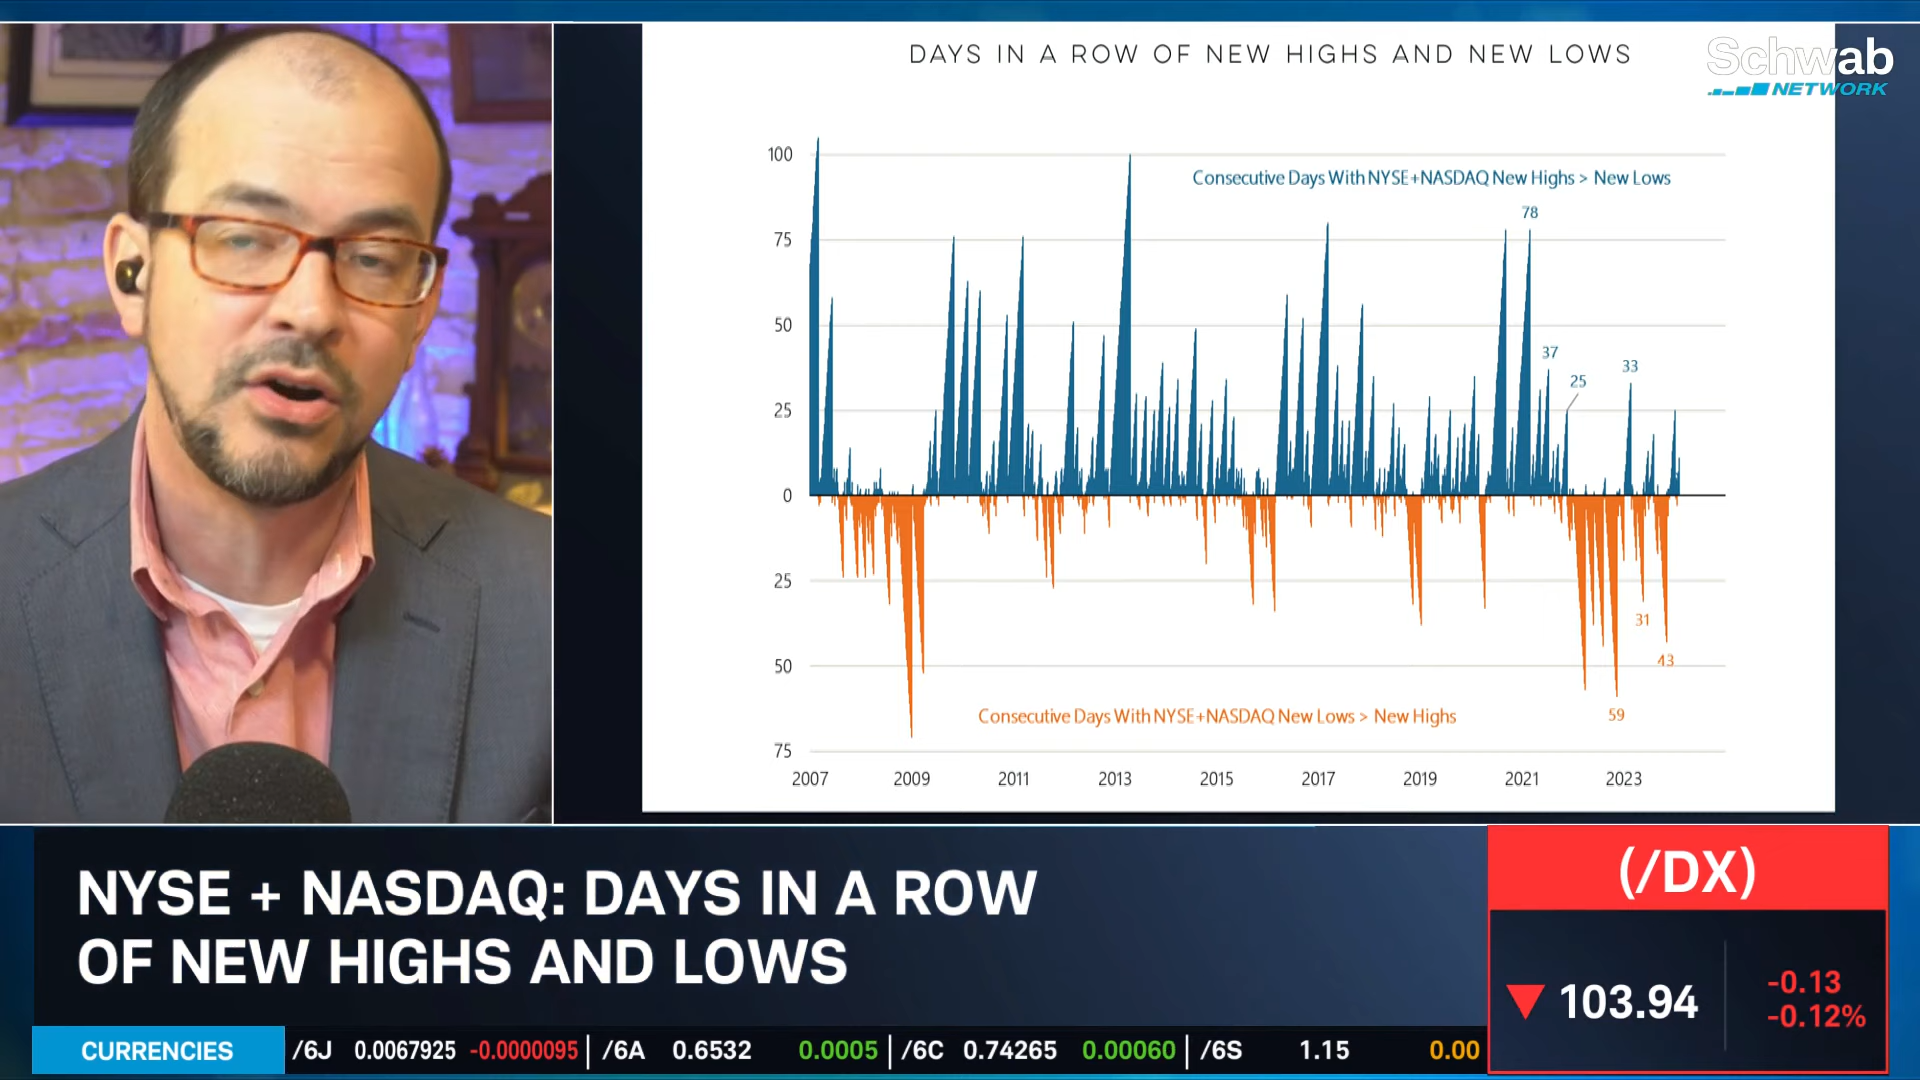 DAYS IN A ROW OF NEW HIGHS AND NEW LOWS
Schwab
NETWORK
100
75
50
25
0
25
50
75
Consecutive Days With NYSE+NASDAQ New Highs > New Lows
78
37
25
33
31
43
59
Consecutive Days With NYSE+NASDAQ New Lows > New Highs
2007 2009 2011 2013 2015 2017 2019 2021 2023
NYSE + NASDAQ: DAYS IN A ROW
OF NEW HIGHS AND LOWS
(/DX)
103.94
-0.13
-0.12%
CURRENCIES /6J 0.0067925 -0.0000095 /6A 0.6532 0.0005 /6C 0.74265 0.00060 /6S 1.15 0.00